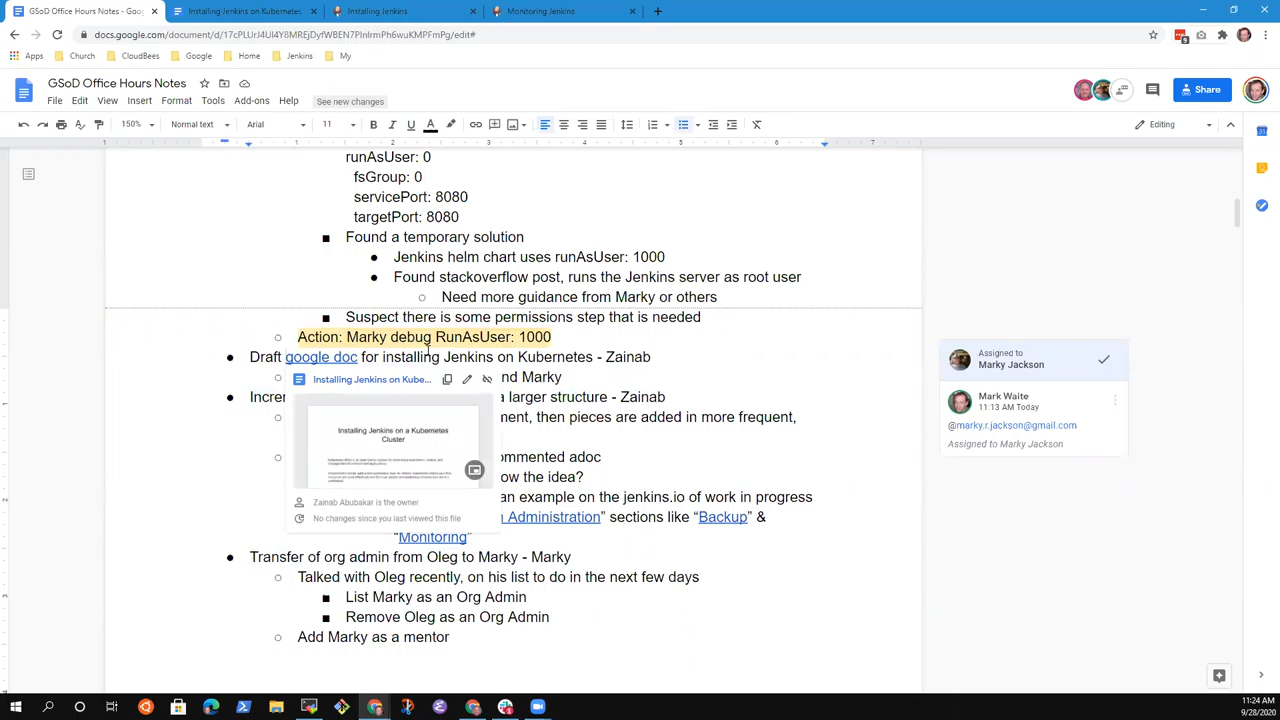 GSoD Office Hours Notes - Goog
Installing Jenkins on Kubernetes
Installing Jenkins
Monitoring Jenkins
Apps
Church
CloudBees
Google
Home
Jenkins
My
GSoD Office Hours Notes
File Edit View Insert Format Tools Add-ons Help See new changes
Share
150% Normal text Arial 11 Editing
1 1 2 3 4 5 6 7
runAsUser: 0
fsGroup: 0
servicePort: 8080
targetPort: 8080
Found a temporary solution
Jenkins helm chart uses runAsUser: 1000
Found stackoverflow post, runs the Jenkins server as root user
Need more guidance from Marky or others
Suspect there is some permissions step that is needed
Action: Marky debug RunAsUser: 1000
Draft google doc for installing Jenkins on Kubernetes - Zainab
Installing Jenkins on Kube...
nd Marky
Incre
a larger structure - Zainab
ment, then pieces are added in more frequent,
Installing Jenkins on a Kubernetes
Cluster
ommented adoc
ow the idea?
an example on the jenkins.io of work in progress
Zainab Abubakar is the owner
Administration” sections like “Backup” &
No changes since you last viewed this file
“Monitoring”
Transfer of org admin from Oleg to Marky - Marky
Talked with Oleg recently, on his list to do in the next few days
List Marky as an Org Admin
Remove Oleg as an Org Admin
Add Marky as a mentor
Assigned to
Marky Jackson
Mark Waite
11:13 AM Today
@marky.r.jackson@gmail.com
Assigned to Marky Jackson
11:24 AM
9/28/2020